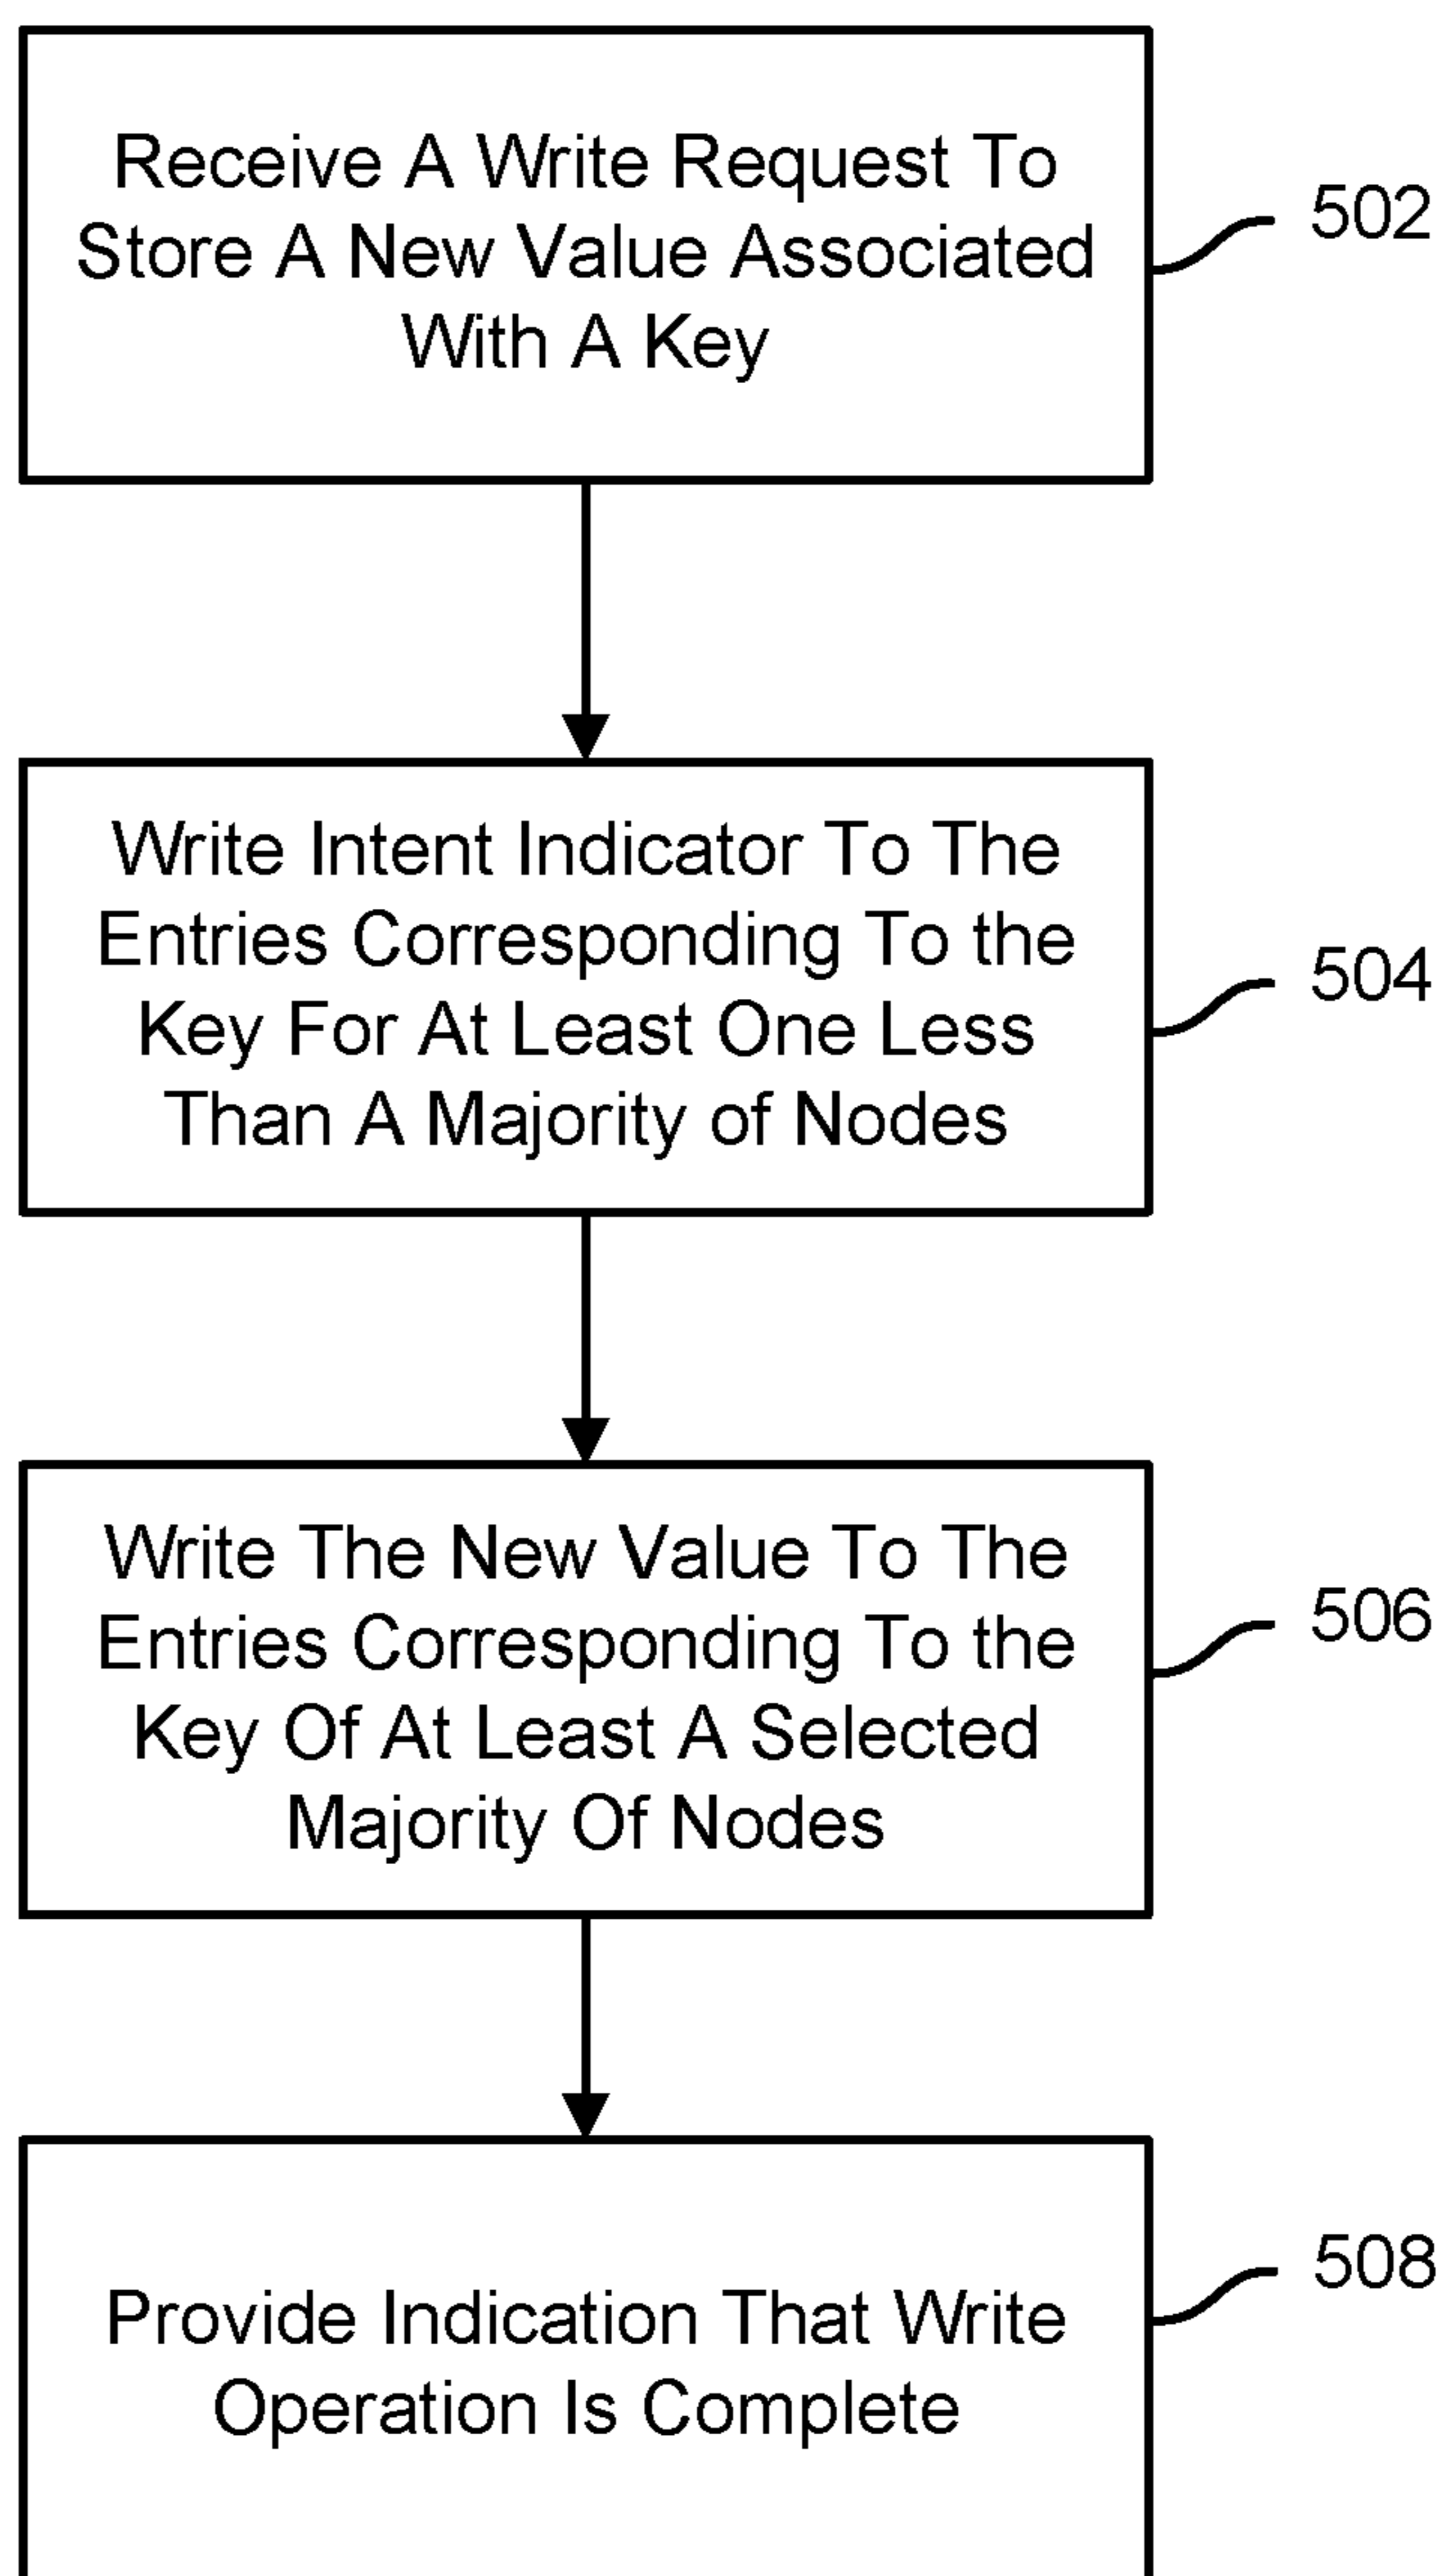 Receive A Write Request To
Store A New Value Associated
With A Key
502
Write Intent Indicator To The
Entries Corresponding To the
Key For At Least One Less
Than A Majority of Nodes
504
Write The New Value To The
Entries Corresponding To the
Key Of At Least A Selected
Majority Of Nodes
506
Provide Indication That Write
Operation Is Complete
508